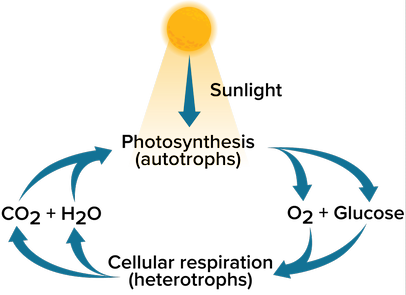 Sunlight
Photosynthesis
(autotrophs)
CO2 + H2O
O2 + Glucose
Cellular respiration
(heterotrophs)